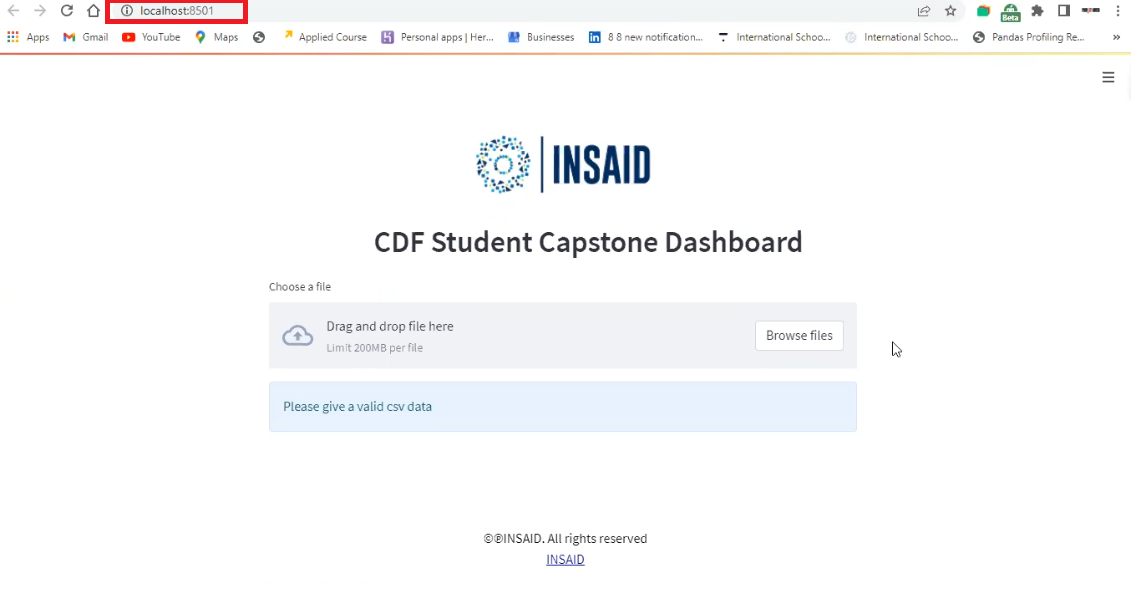 localhost:8501
Beta
Apps Gmail YouTube Maps Applied Course Personal apps | Her... Businesses 8 8 new notification... International Schoo... International Schoo... Pandas Profiling Re... »
INSAID
CDF Student Capstone Dashboard
Choose a file
Drag and drop file here
Limit 200MB per file
Browse files
Please give a valid csv data
©℗INSAID. All rights reserved
INSAID